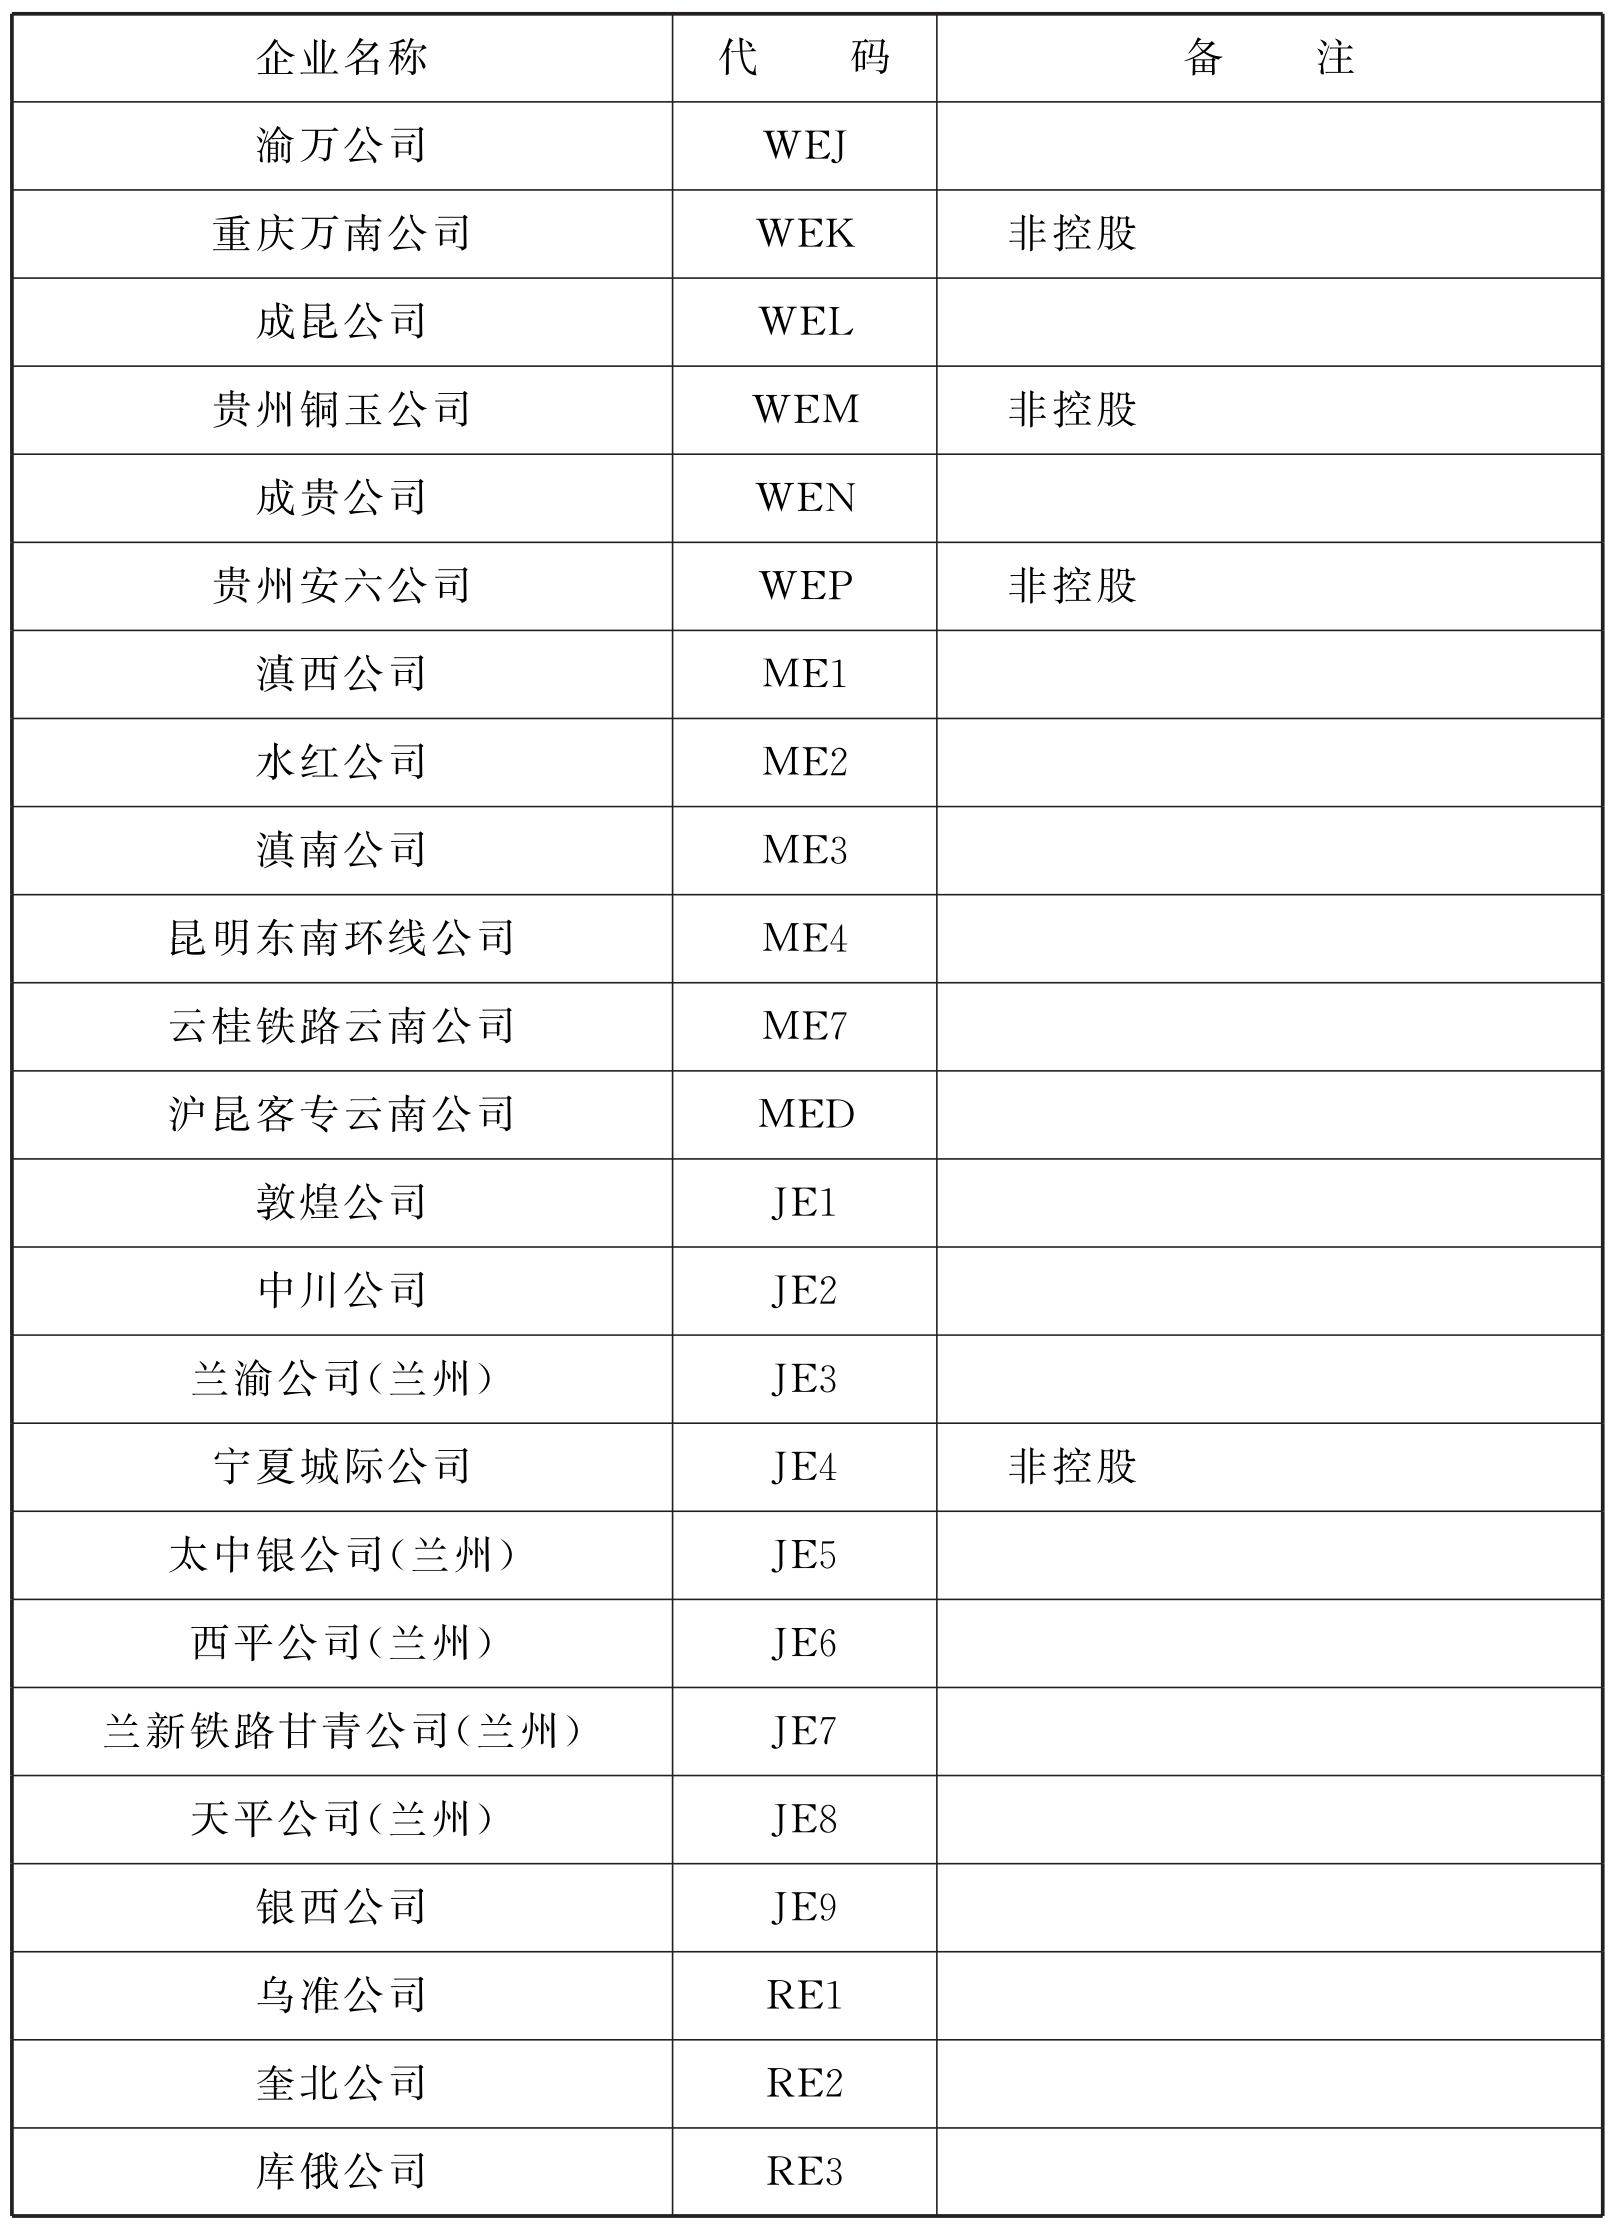 企业名称 代码 备注
渝万公司 WEJ
重庆万南公司 WEK 非控股
成昆公司 WEL
贵州铜玉公司 WEM 非控股
成贵公司 WEN
贵州安六公司 WEP 非控股
滇西公司 ME1
水红公司 ME2
滇南公司 ME3
昆明东南环线公司 ME4
云桂铁路云南公司 ME7
沪昆客专云南公司 MED
敦煌公司 JE1
中川公司 JE2
兰渝公司(兰州) JE3
宁夏城际公司 JE4 非控股
太中银公司(兰州) JE5
西平公司(兰州) JE6
兰新铁路甘青公司(兰州) JE7
天平公司(兰州) JE8
银西公司 JE9
乌准公司 RE1
奎北公司 RE2
库俄公司 RE3